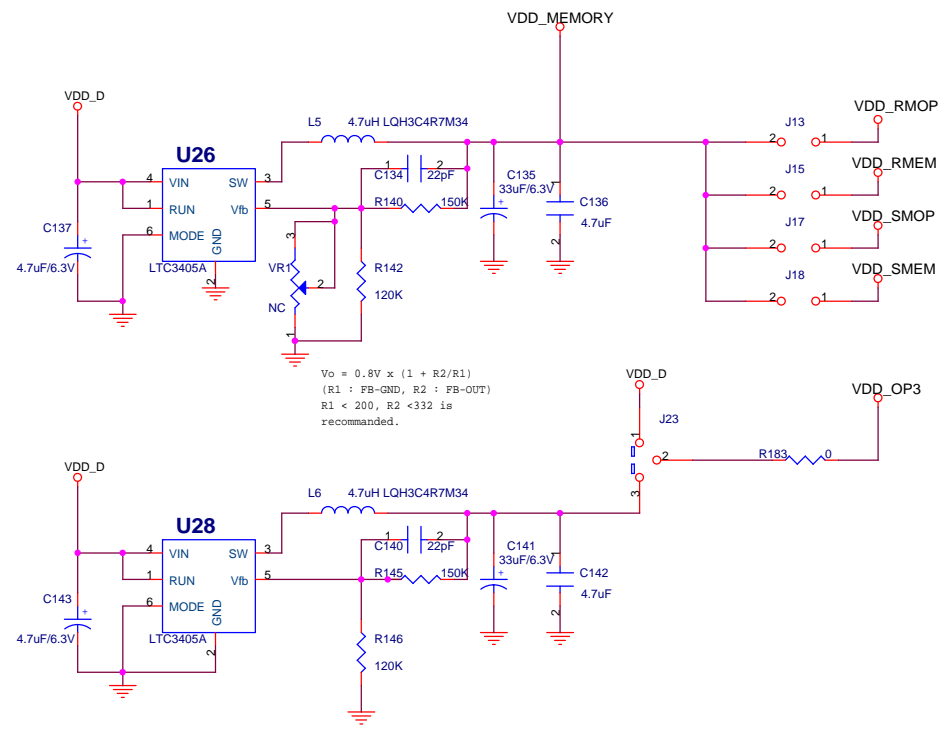 VDD_MEMORY
VDD_D
L5 4.7uH LQH3C4R7M34
J13
VDD_RMOP
2 1
U26
1 2
C134 22pF
J15
VDD_RMEM
2 1
4 VIN SW 3
1 RUN Vfb 5
6 MODE
GND
2
LTC3405A
R140 150K
C135
33uF/6.3V
+
1
C136
4.7uF
2
J17
VDD_SMOP
2 1
C137
+
4.7uF/6.3V
3
VR1
2
NC
1
R142
120K
J18
VDD_SMEM
2 1
Vo = 0.8V x (1 + R2/R1)
(R1 : FB-GND, R2 : FB-OUT)
R1 < 200, R2 <332 is
recommanded.
VDD_D
J23
1
2
3
R183 0
VDD_OP3
VDD_D
L6 4.7uH LQH3C4R7M34
U28
1 2
C140 22pF
4 VIN SW 3
1 RUN Vfb 5
6 MODE
GND
2
LTC3405A
R145 150K
C141
33uF/6.3V
+
1
C142
4.7uF
2
C143
+
4.7uF/6.3V
R146
120K